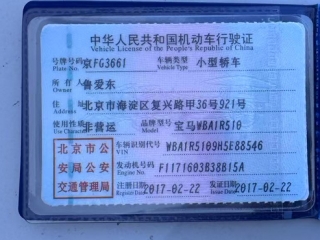 中华人民共和国机动车行驶证
Vehicle License of the People's Republic of China
号牌号码 京FG3661 车辆类型 小型轿车
Plate No. Vehicle Type
所有人 鲁爱东
Owner
住址 北京市海淀区复兴路甲36号921号
Address
使用性质 非营运 品牌型号 宝马WBA1R510
Use Character Model
北京市公安局公安交通管理局
车辆识别代号 WBA1R5109H5E88546
VIN
发动机号码 F1171603B38B15A
Engine No.
注册日期 2017-02-22 发证日期 2017-02-22
Register Date Issue Date